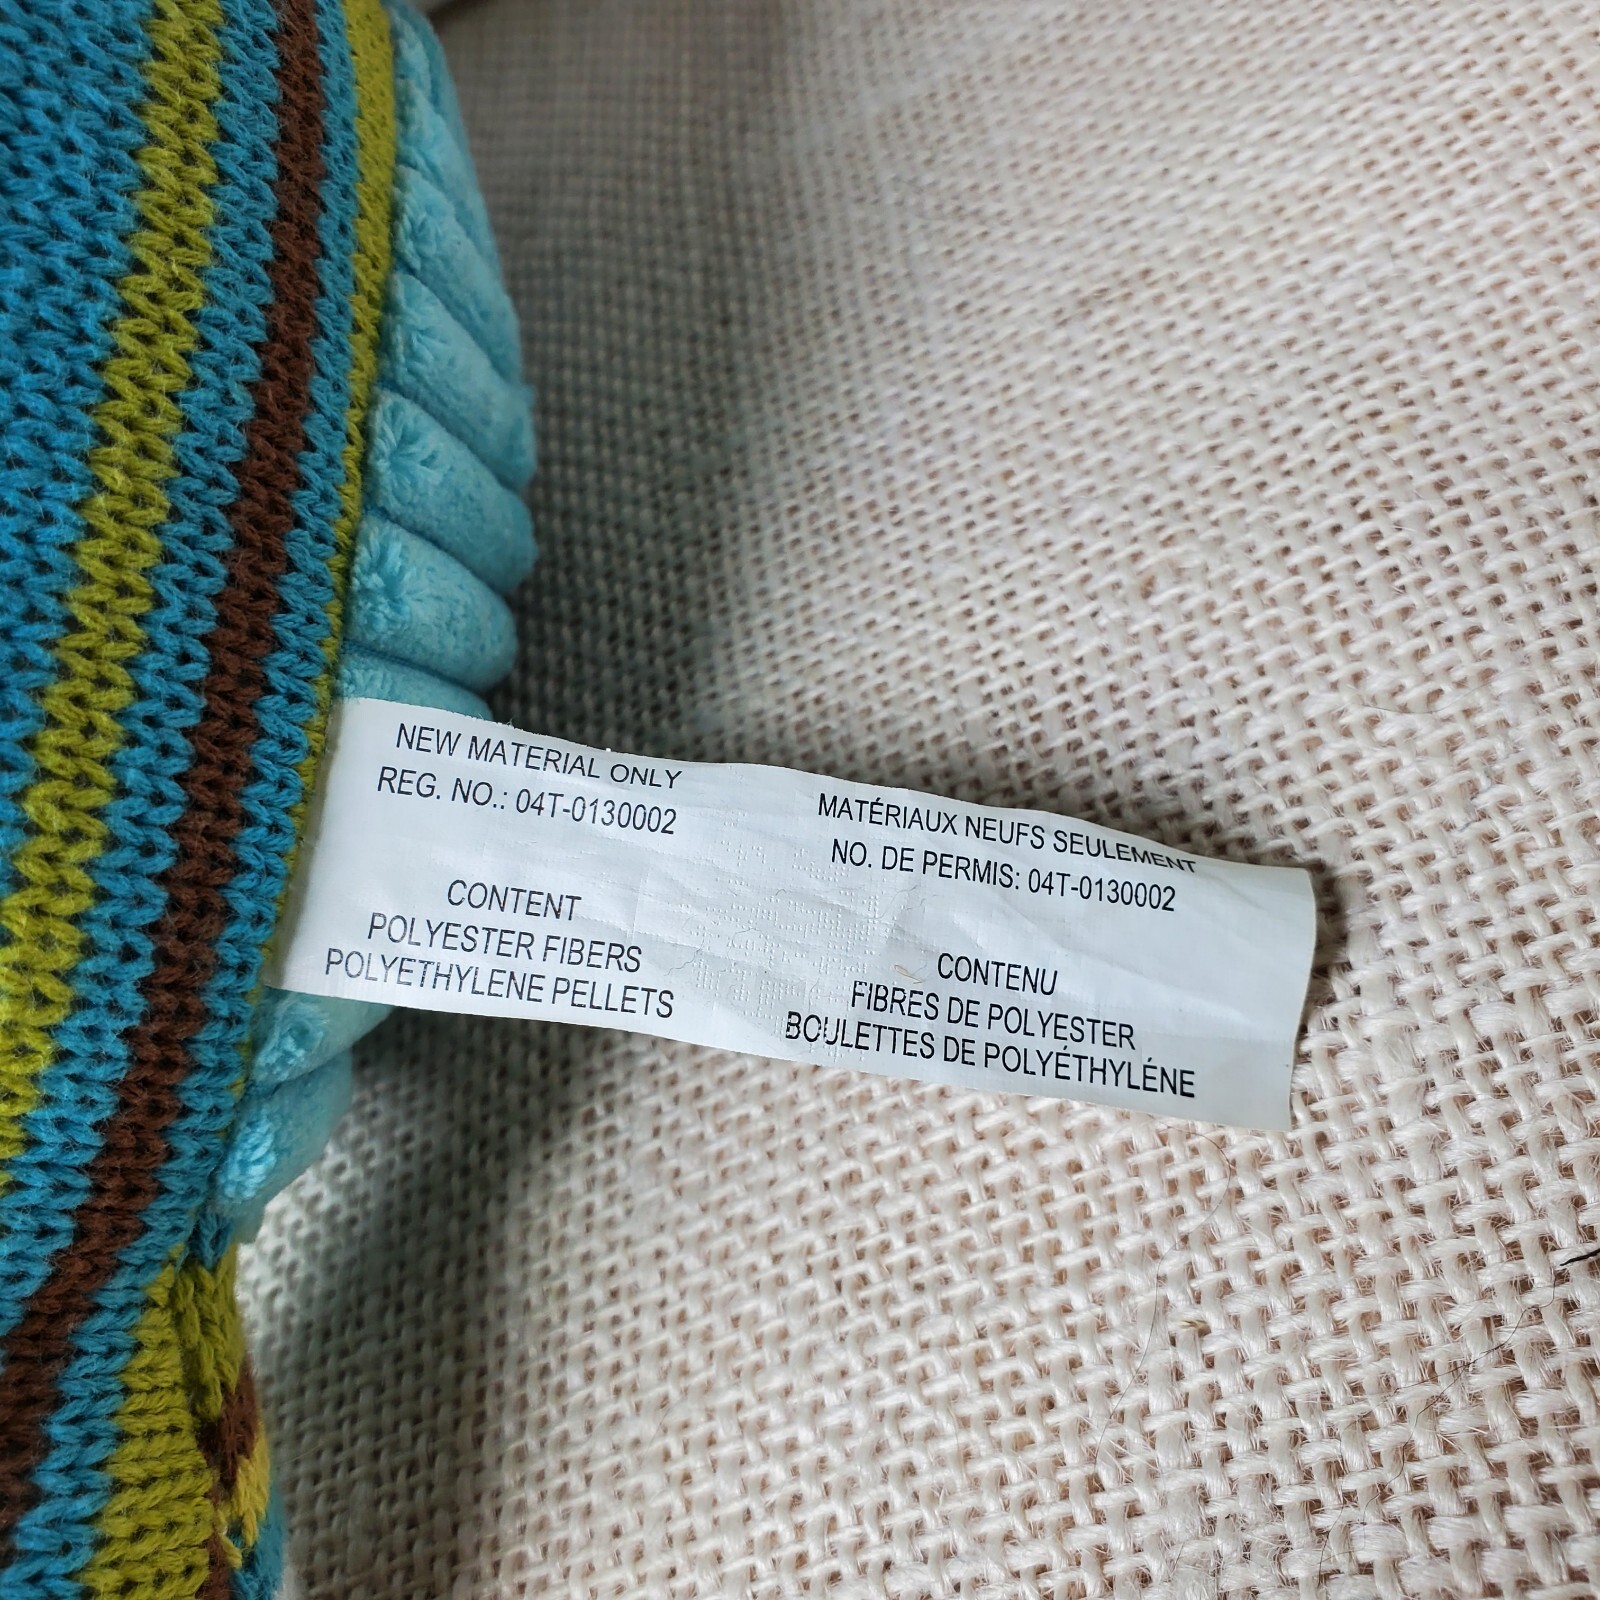 NEW MATERIAL ONLY
REG. NO.: 04T-0130002
CONTENT
POLYESTER FIBERS
POLYETHYLENE PELLETS
MATÉRIAUX NEUFS SEULEMENT
NO. DE PERMIS: 04T-0130002
CONTENU
FIBRES DE POLYESTER
BOULETTES DE POLYÉTHYLÉNE